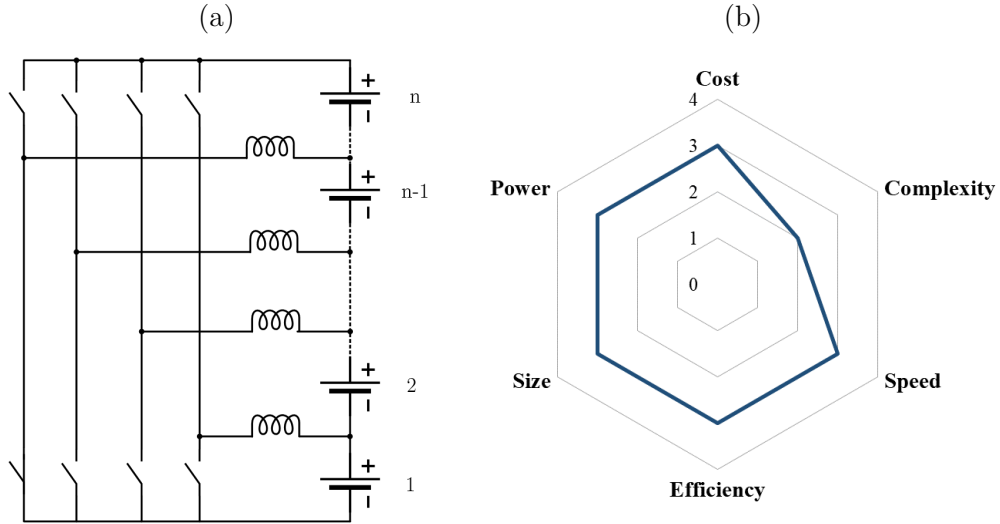 (a)
+
n
+
n-1
+
2
+
1
(b)
Cost
4
3
2
1
0
Power
Complexity
Size
Speed
Efficiency